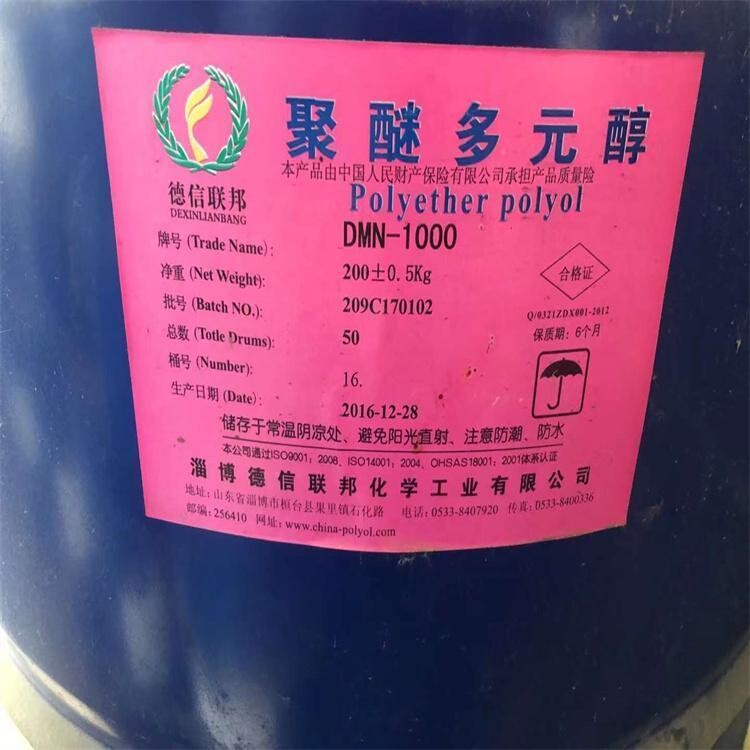 聚醚多元醇
本产品由中国人民财产保险有限公司承担产品质量险
Polyether polyol
德信联邦
DEXINLIANBANG
牌号 (Trade Name): DMN-1000
净重 (Net Weight): 200±0.5Kg
合格证
批号 (Batch NO.): 209C170102
Q/0321ZDX001-2012
总数 (Totle Drums): 50
保质期: 6个月
桶号 (Number): 16.
生产日期 (Date): 2016-12-28
储存于常温阴凉处、避免阳光直射、注意防潮、防水
本公司通过ISO9001: 2008, ISO14001: 2004, OHSAS18001: 2001体系认证
淄博德信联邦化学工业有限公司
地址: 山东省淄博市桓台县果里镇石化路 电话: 0533-8407920 传真: 0533-8400336
邮编: 256410 网址: www.china-polyol.com